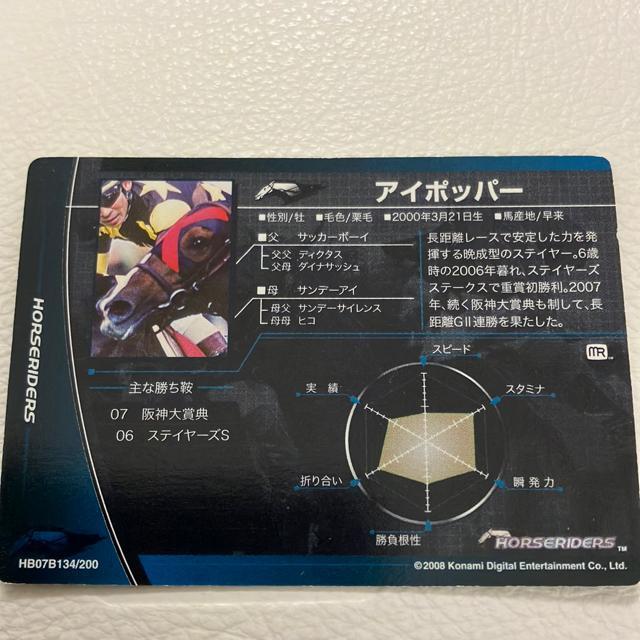 アイポッパー
■性別/牡 ■毛色/栗毛 ■2000年3月21日生 ■馬産地/早来
■父 サッカーボーイ
父父 ディクタス
父母 ダイナサッシュ
■母 サンデーアイ
母父 サンデーサイレンス
母母 ヒコ
長距離レースで安定した力を発
揮する晩成型のステイヤー。6歳
時の2006年暮れ、ステイヤーズ
ステークスで重賞初勝利。2007
年、続く阪神大賞典も制して、長
距離GⅡ連勝を果たした。
HORSERIDERS
主な勝ち鞍
07 阪神大賞典
06 ステイヤーズS
MR
スピード
スタミナ
瞬発力
勝負根性
折り合い
実績
HORSERIDERS™
HB07B134/200
©2008 Konami Digital Entertainment Co., Ltd.